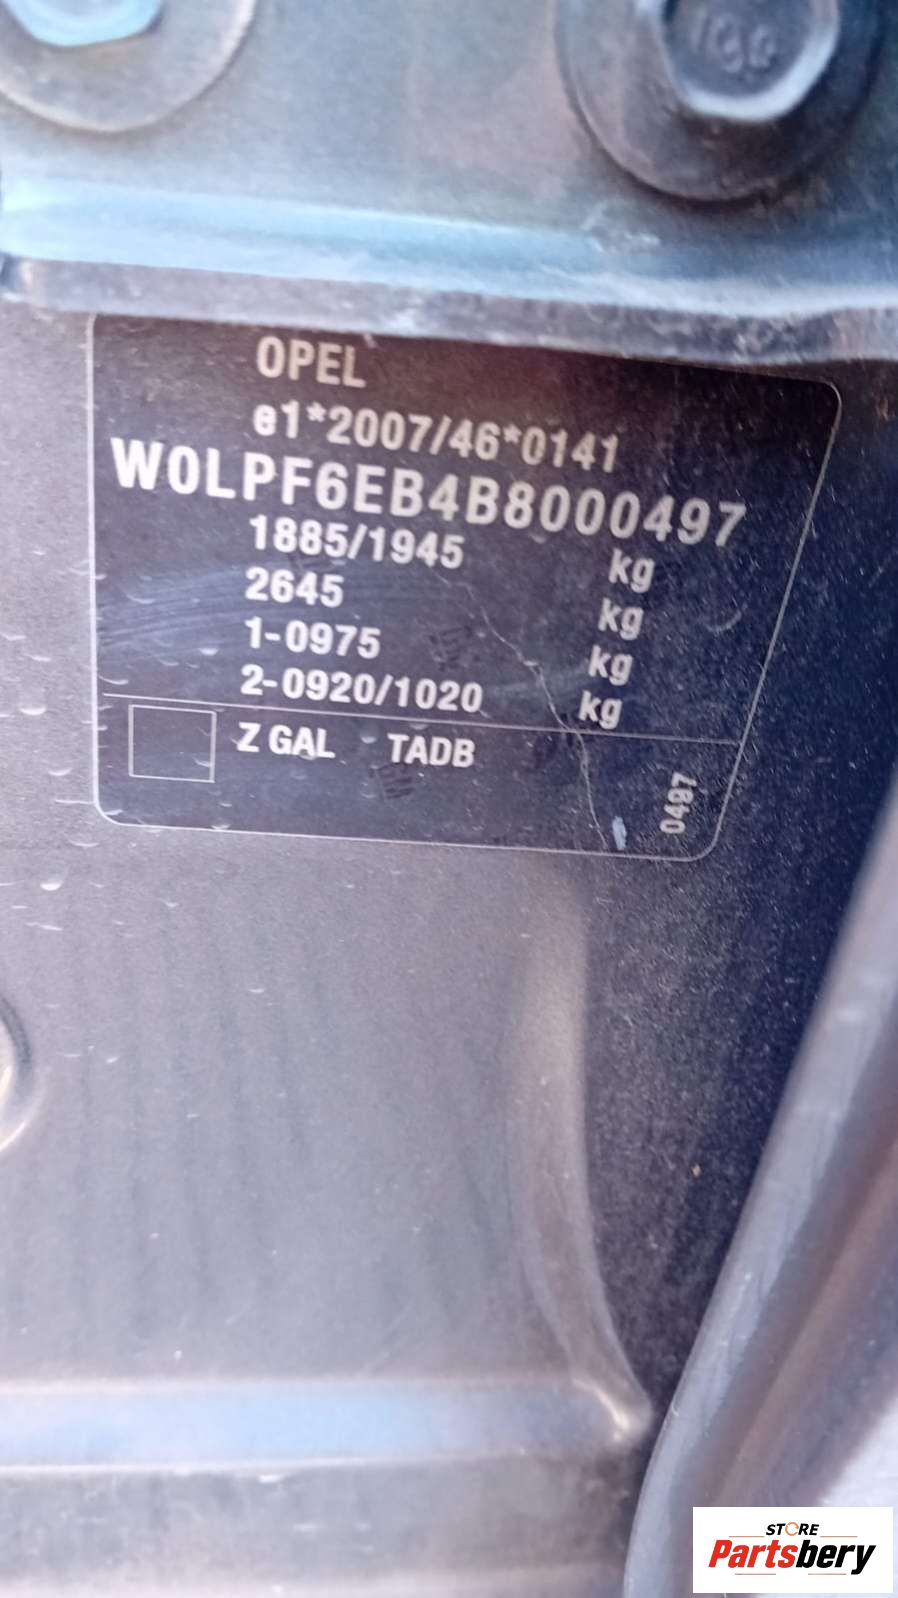 198
OPEL
e1*2007/46*0141
W0LPF6EB4B8000497
1885/1945 kg
2645 kg
1-0975 kg
2-0920/1020 kg
Z GAL TADB
0497
STORE
Partsbery